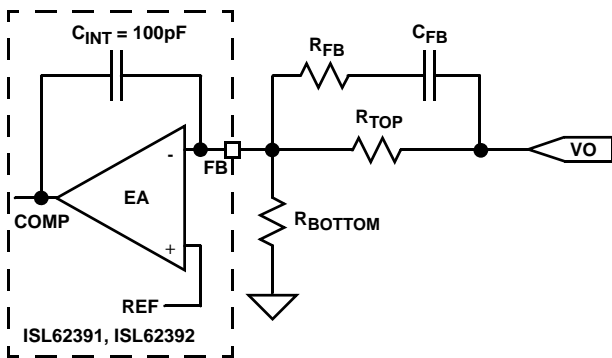 C_INT = 100pF
R_FB
C_FB
R_TOP
VO
-
FB
EA
COMP
R_BOTTOM
+
REF
ISL62391, ISL62392